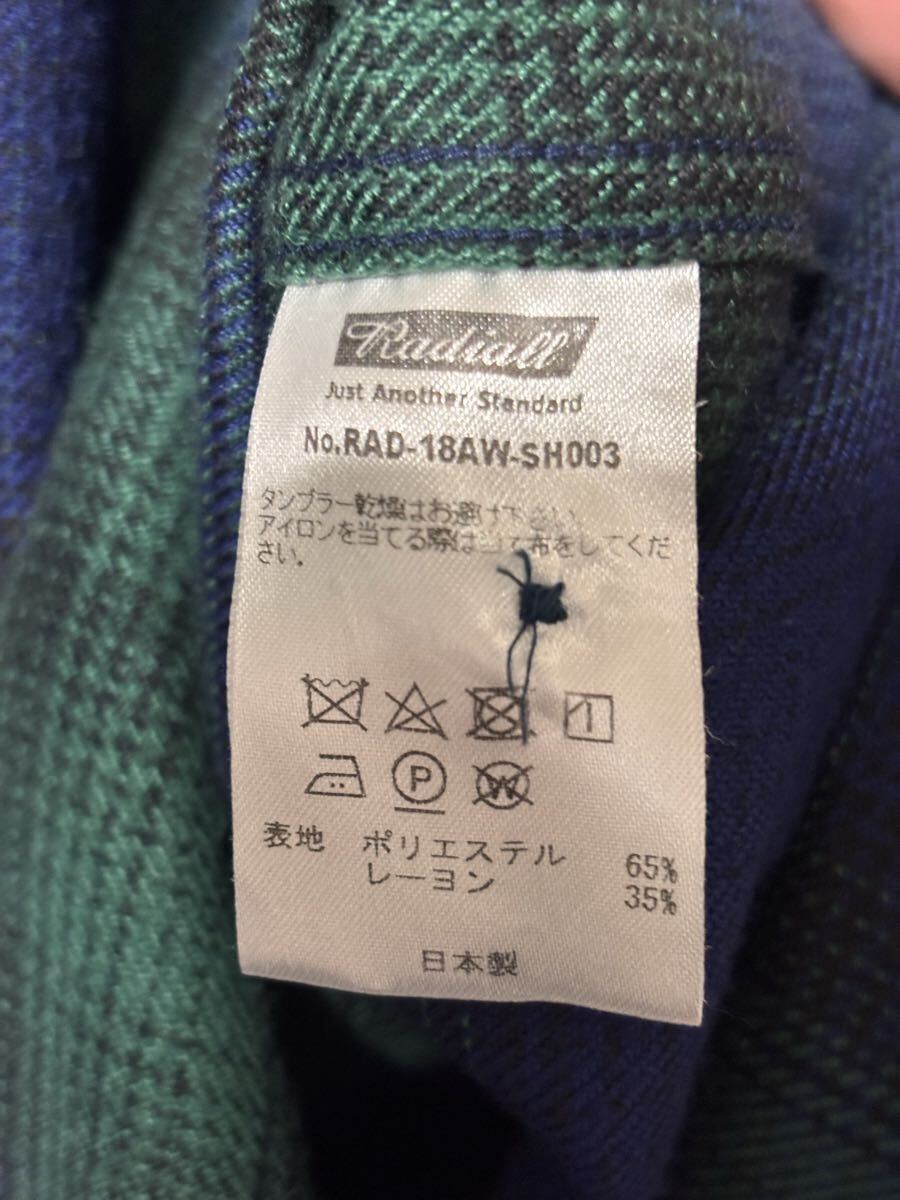 Radiall
Just Another Standard
No.RAD-18AW-SH003
タンブラー乾燥はお避け下さい
アイロンを当てる際は当て布をしてくだ
さい。
P
W
表地 ポリエステル 65%
レーヨン 35%
日本製